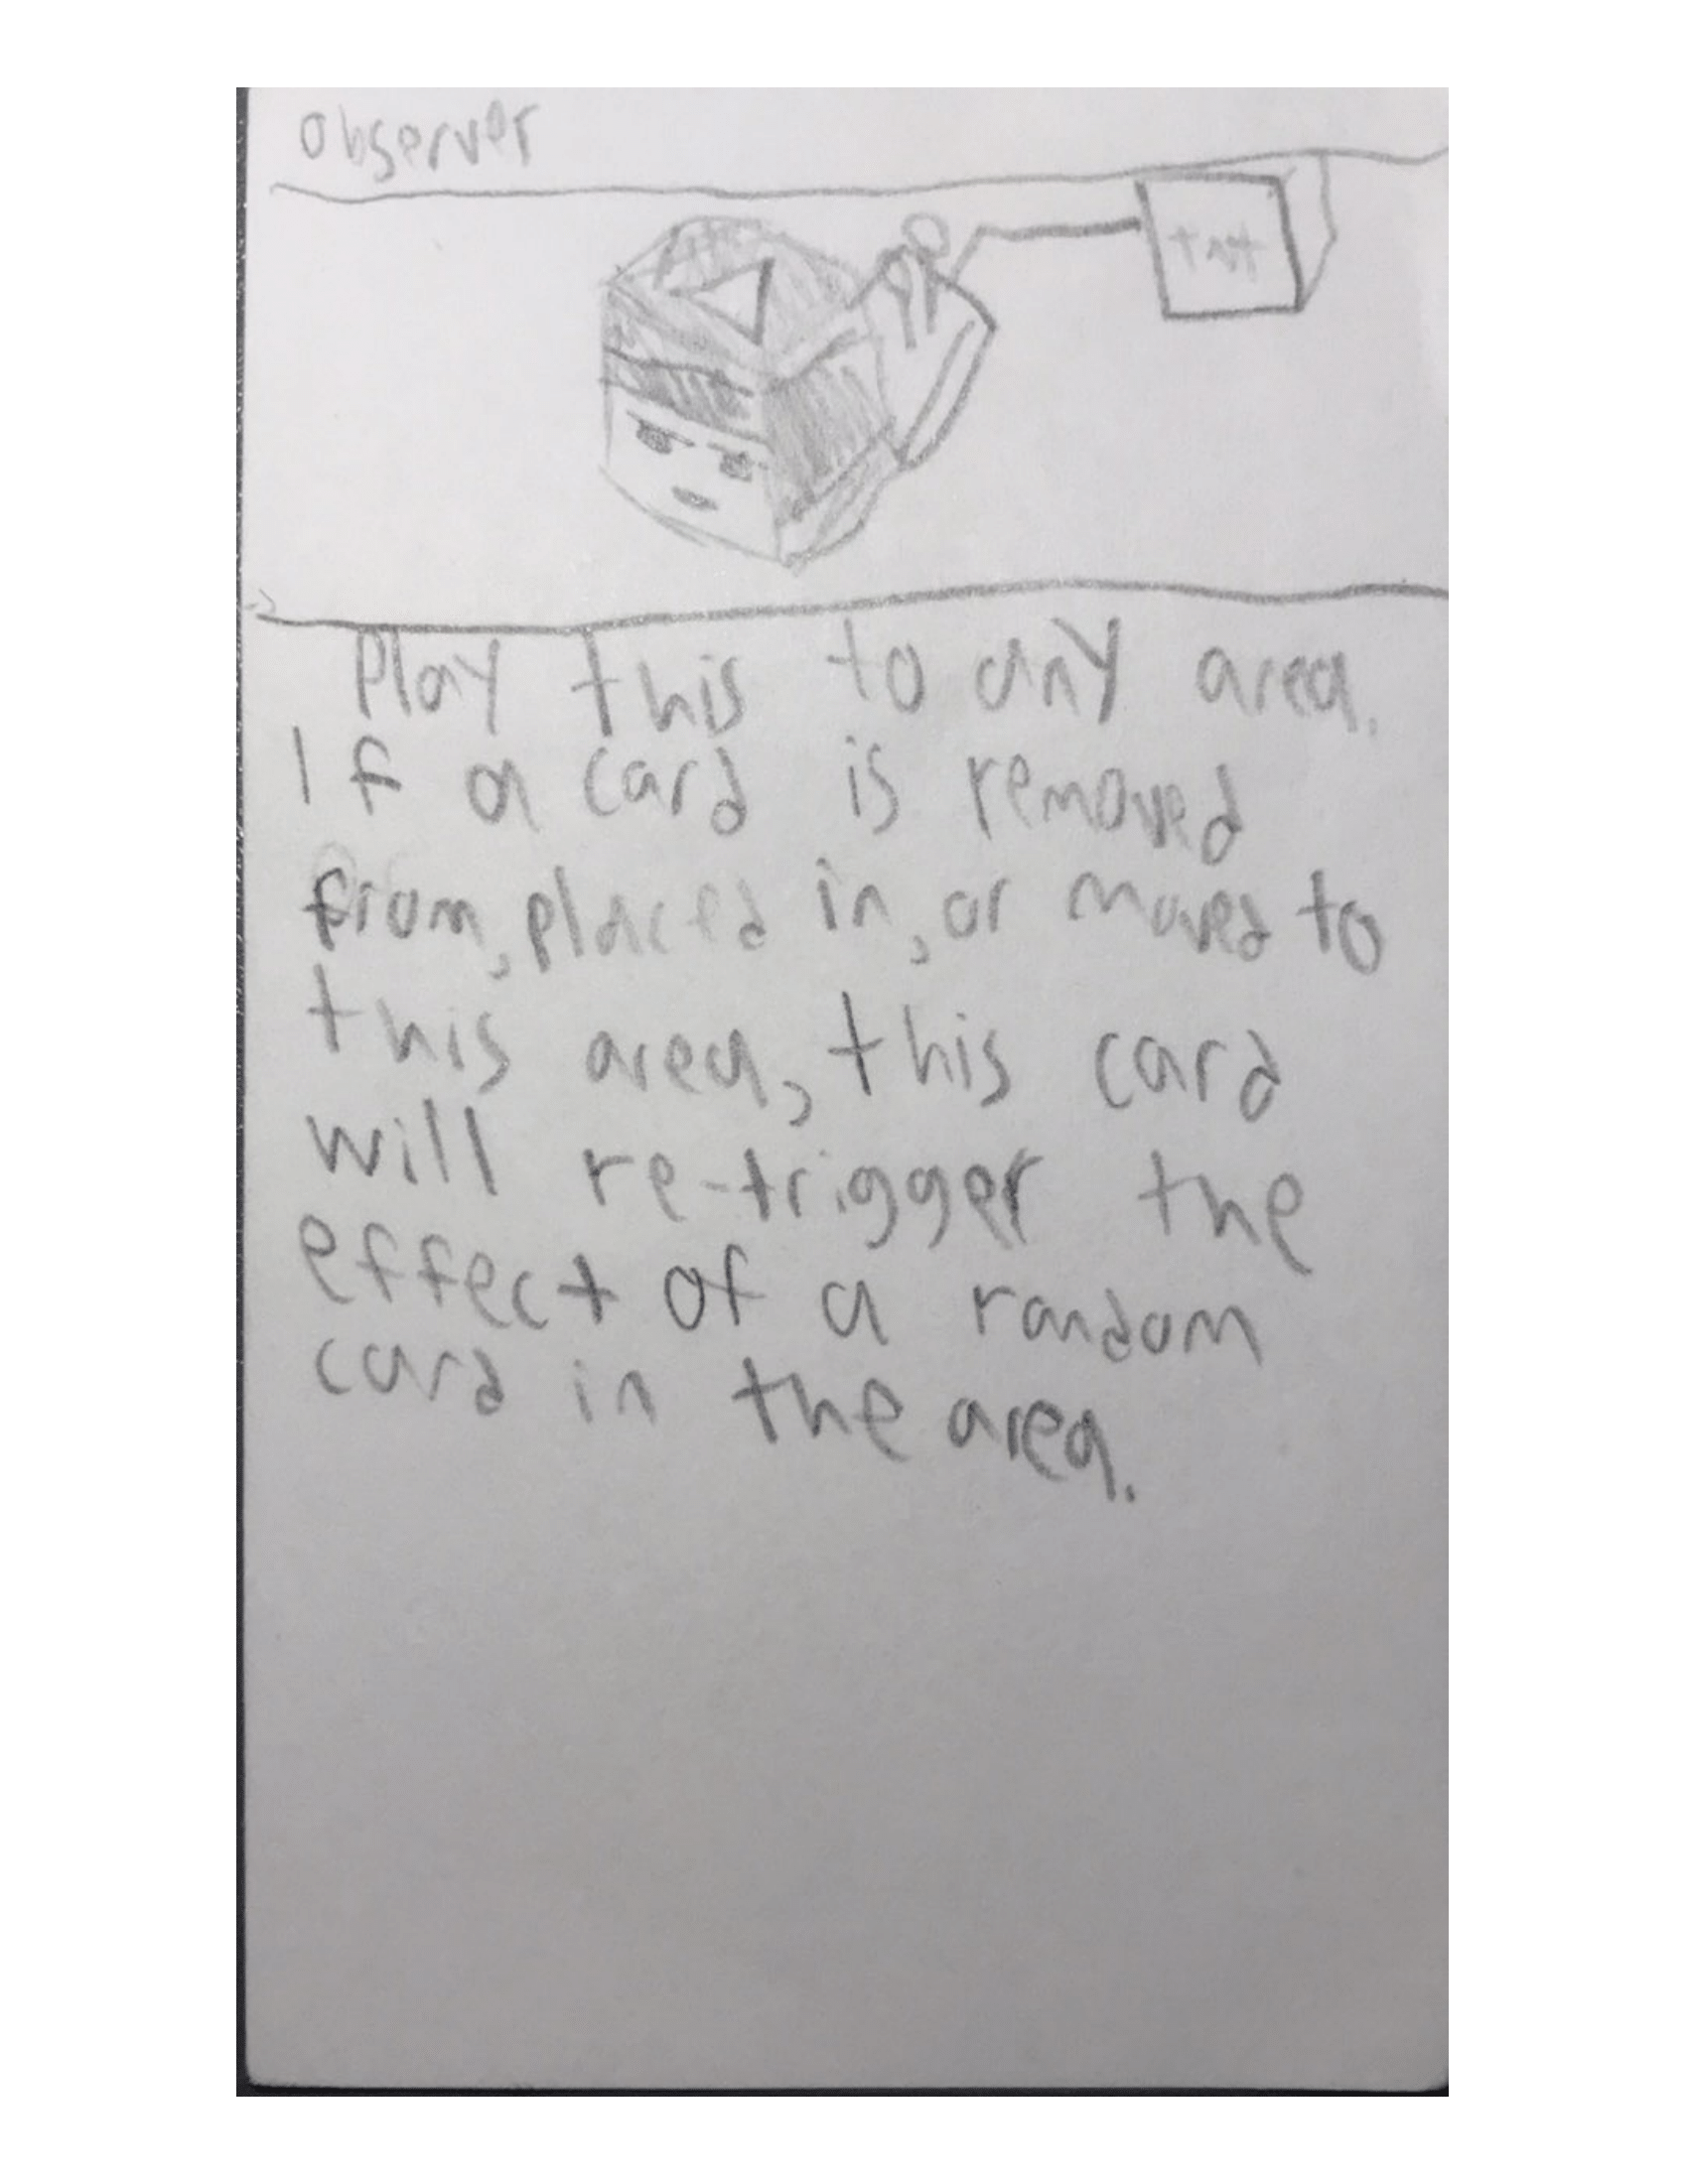 observer
tnt
Play this to any area.
If a card is removed
from, placed in, or moved to
this area, this card
will re-trigger the
effect of a random
card in the area.